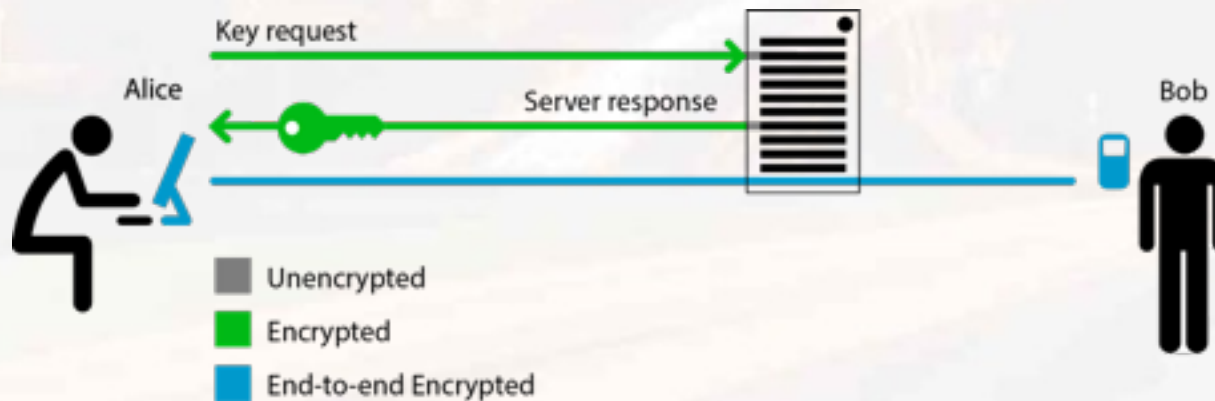 Key request
Alice
Server response
Bob
Unencrypted
Encrypted
End-to-end Encrypted